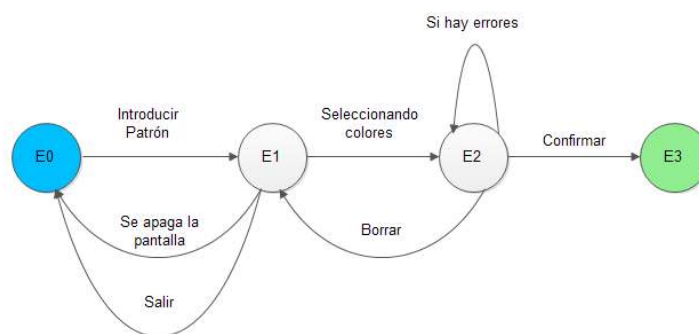 Si hay errores
Introducir
Patrón
Seleccionando
colores
Confirmar
E0
E1
E2
E3
Se apaga la
pantalla
Borrar
Salir